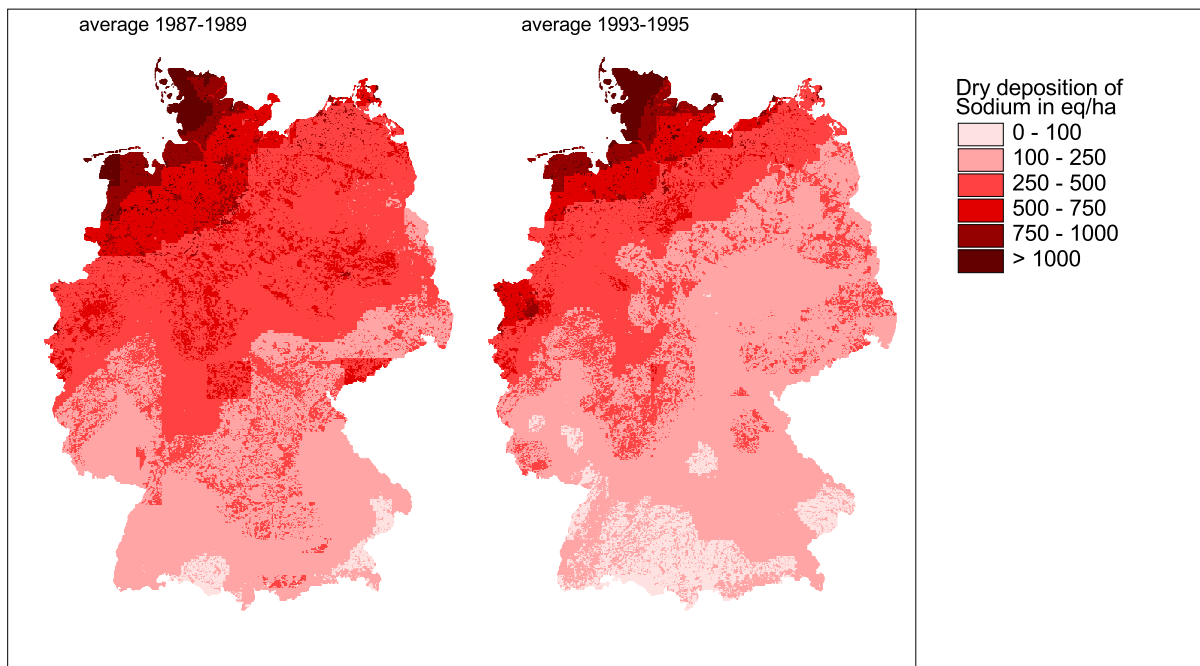 average 1987-1989
average 1993-1995
Dry deposition of
Sodium in eq/ha
0 - 100
100 - 250
250 - 500
500 - 750
750 - 1000
> 1000